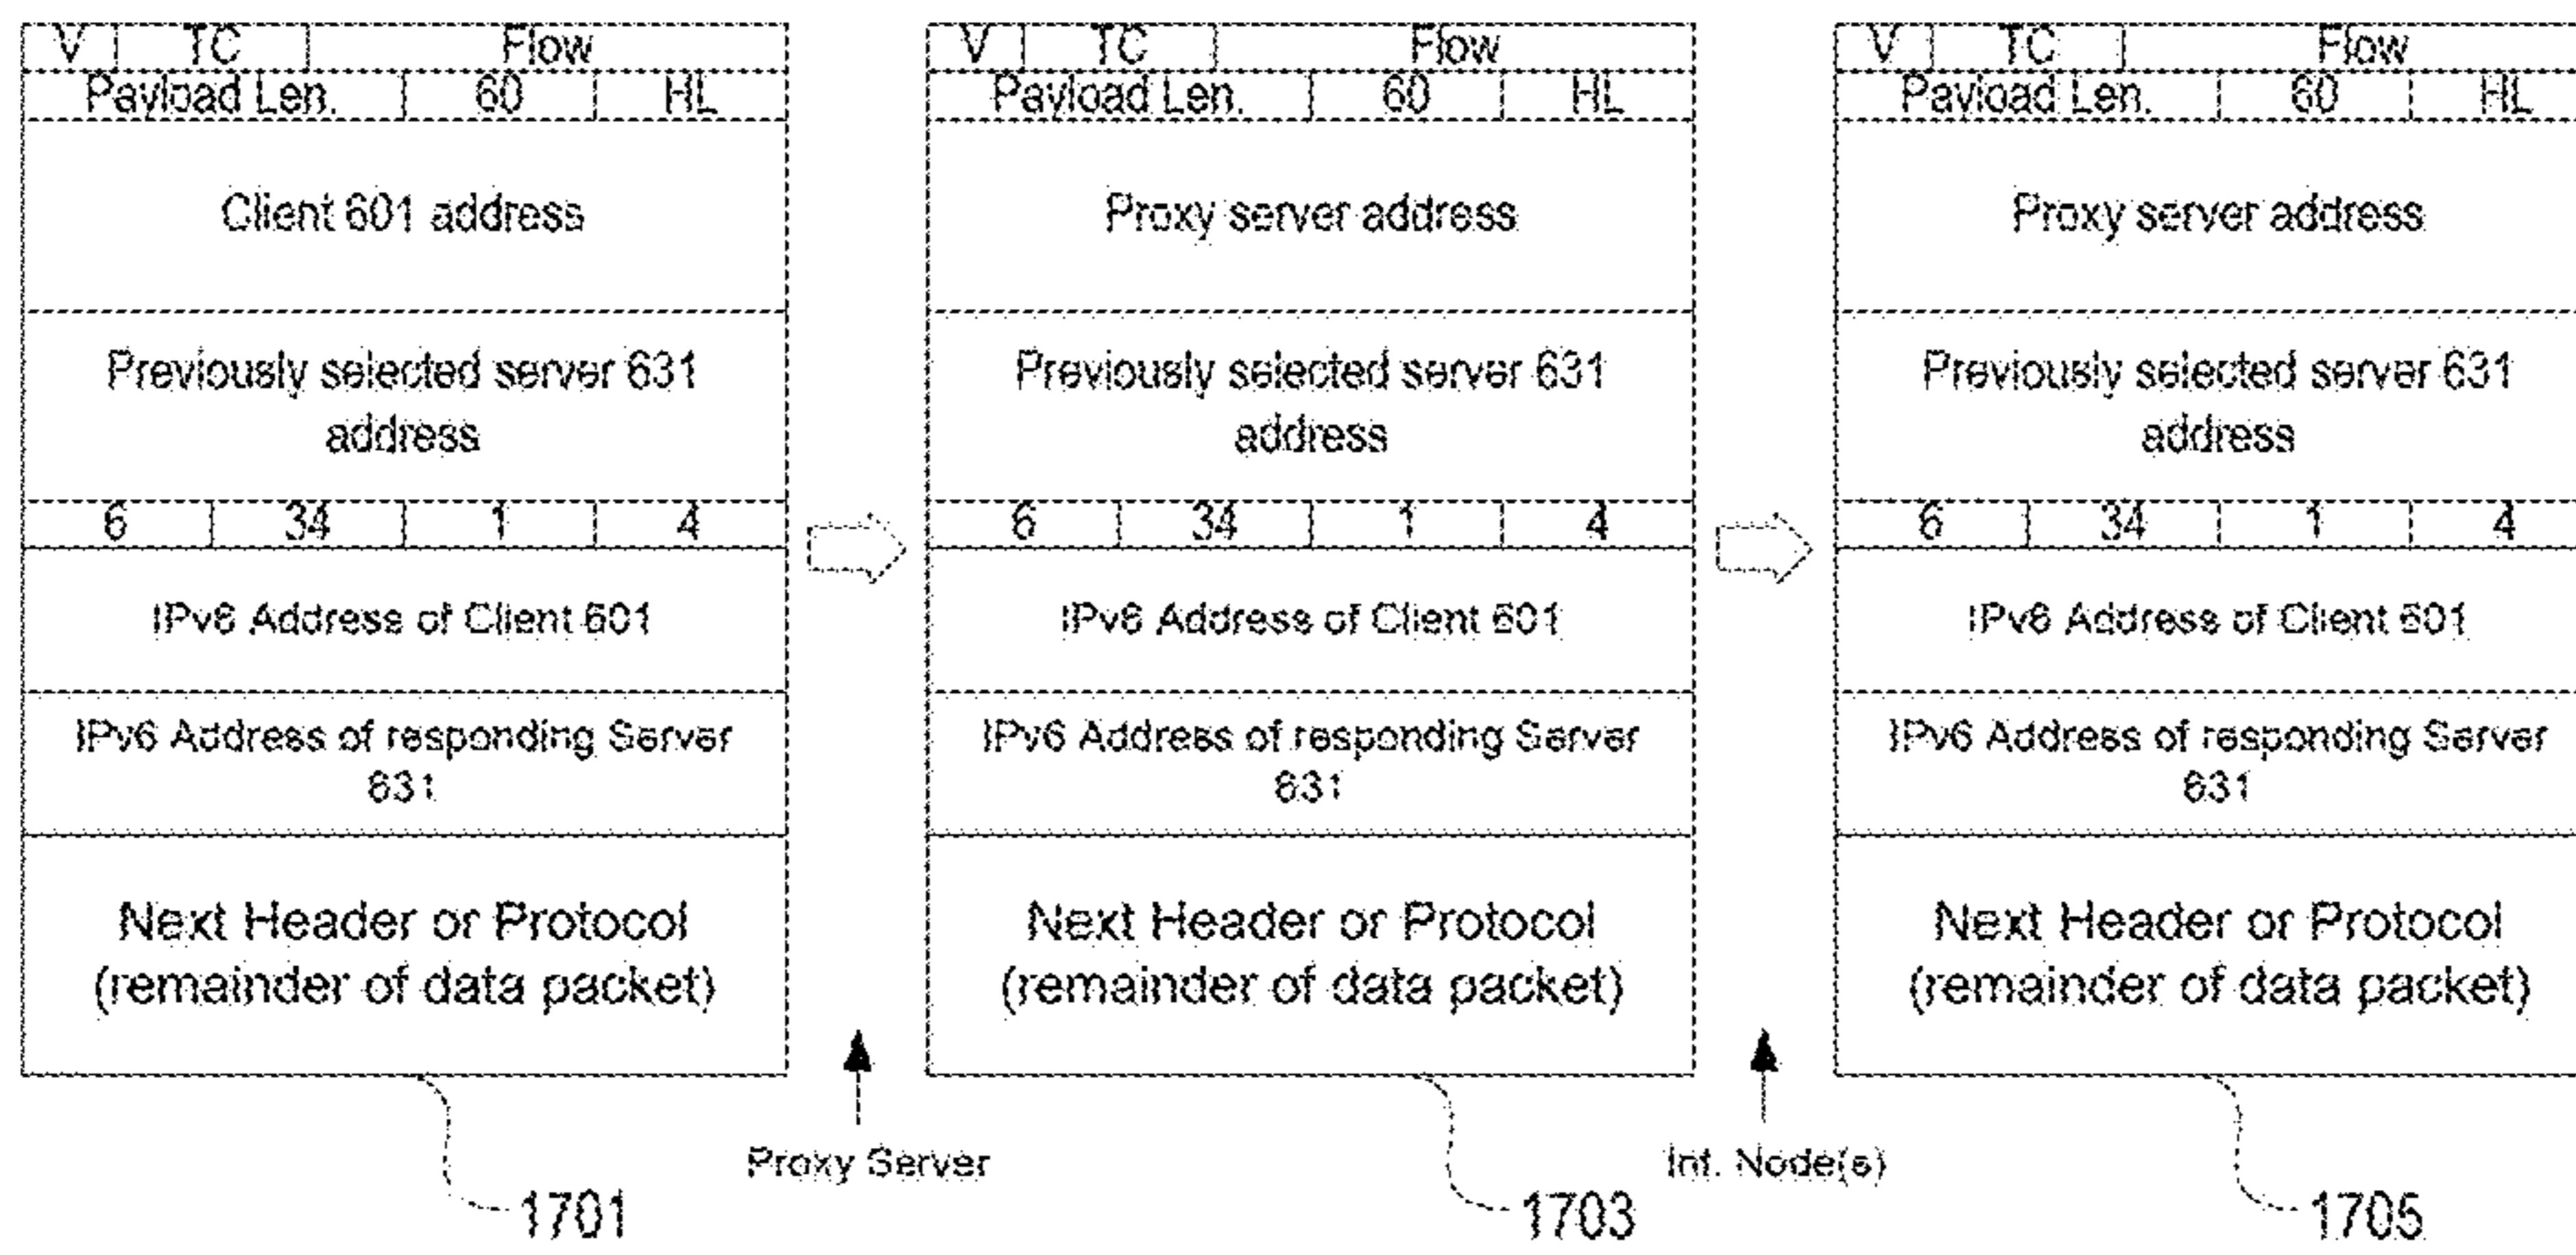 V TC Flow
Payload Len. 60 HL
Client 601 address
Previously selected server 631
address
6 34 1 4
IPv6 Address of Client 601
IPv6 Address of responding Server
631
Next Header or Protocol
(remainder of data packet)
1701
Proxy Server
V TC Flow
Payload Len. 60 HL
Proxy server address
Previously selected server 631
address
6 34 1 4
IPv6 Address of Client 601
IPv6 Address of responding Server
631
Next Header or Protocol
(remainder of data packet)
1703
Int. Node(s)
V TC Flow
Payload Len. 60 HL
Proxy server address
Previously selected server 631
address
6 34 1 4
IPv6 Address of Client 601
IPv6 Address of responding Server
631
Next Header or Protocol
(remainder of data packet)
1705